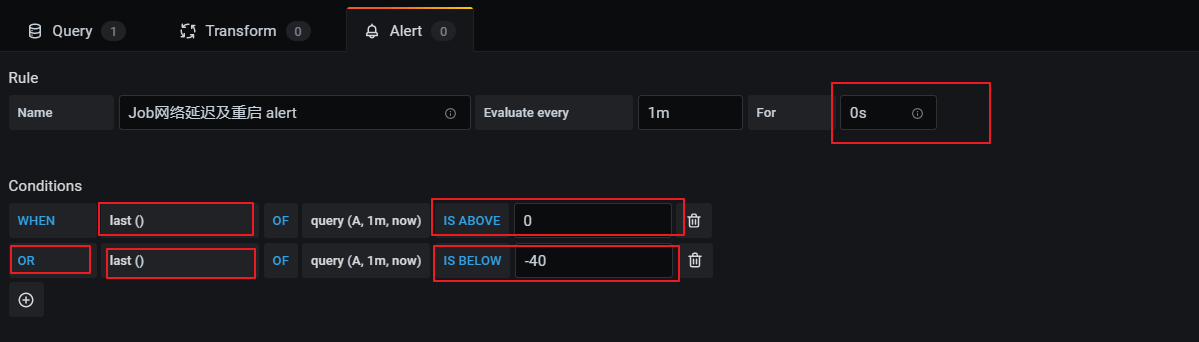 Query 1 Transform 0 Alert 0
Rule
Name Job网络延迟及重启 alert Evaluate every 1m For 0s
Conditions
WHEN last () OF query (A, 1m, now) IS ABOVE 0
OR last () OF query (A, 1m, now) IS BELOW -40